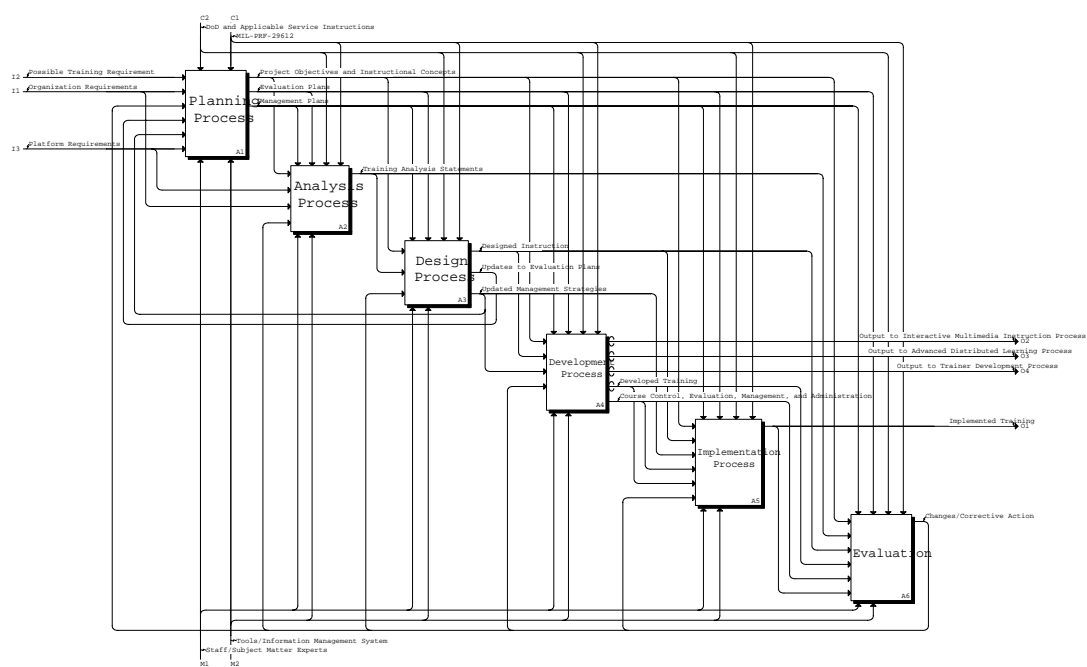 C2 C1
DoD and Applicable Service Instructions
MIL-PRF-29612
I2 Possible Training Requirement
Project Objectives and Instructional Concepts
I1 Organization Requirements
Evaluation Plans
Management Plans
Planning
Process
I3 Platform Requirements
A1
Training Analysis Statements
Analysis
Process
A2
Designed Instruction
Design
Process
Updates to Evaluation Plans
Updated Management Strategies
A3
Output to Interactive Multimedia Instruction Process
O2
Output to Advanced Distributed Learning Process
O3
Development
Process
Output to Trainer Development Process
O4
Developed Training
Course Control, Evaluation, Management, and Administration
A4
Implemented Training
O1
Implementation
Process
A5
Changes/Corrective Action
Evaluation
A6
Tools/Information Management System
Staff/Subject Matter Experts
M1 M2